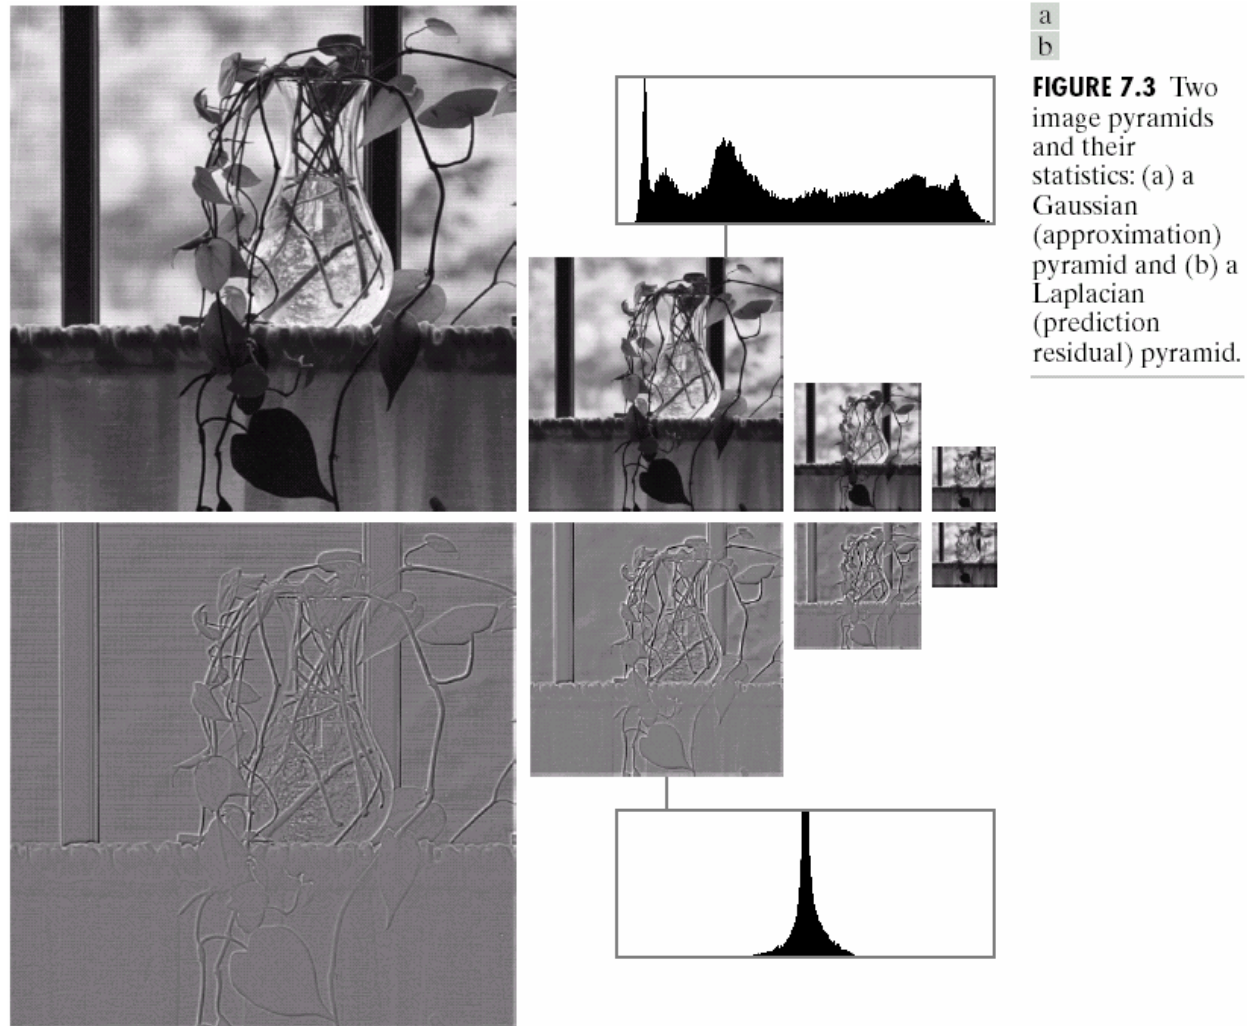 a
b
FIGURE 7.3 Two
image pyramids
and their
statistics: (a) a
Gaussian
(approximation)
pyramid and (b) a
Laplacian
(prediction
residual) pyramid.